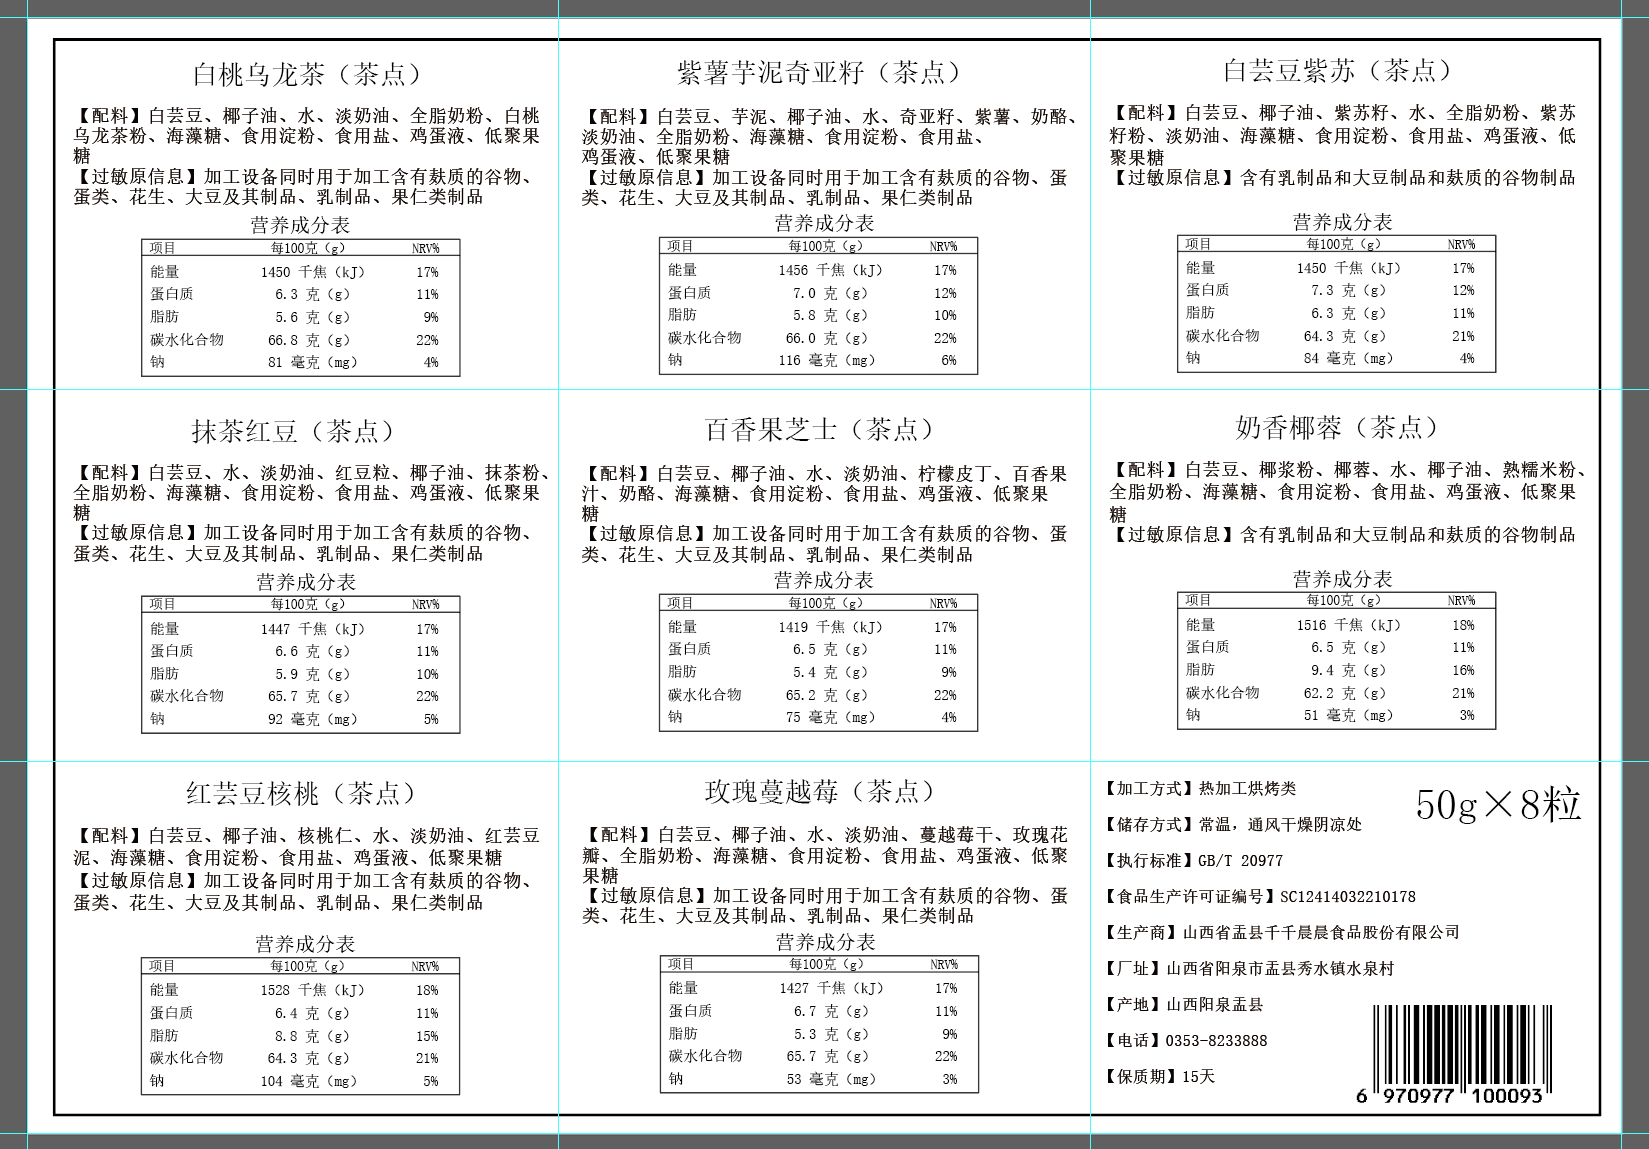 白桃乌龙茶（茶点）
【配料】白芸豆、椰子油、水、淡奶油、全脂奶粉、白桃
乌龙茶粉、海藻糖、食用淀粉、食用盐、鸡蛋液、低聚果
糖
【过敏原信息】加工设备同时用于加工含有麸质的谷物、
蛋类、花生、大豆及其制品、乳制品、果仁类制品
营养成分表
项目 每100克（g） NRV%
能量 1450 千焦（kJ） 17%
蛋白质 6.3 克（g） 11%
脂肪 5.6 克（g） 9%
碳水化合物 66.8 克（g） 22%
钠 81 毫克（mg） 4%
紫薯芋泥奇亚籽（茶点）
【配料】白芸豆、芋泥、椰子油、水、奇亚籽、紫薯、奶酪、
淡奶油、全脂奶粉、海藻糖、食用淀粉、食用盐、
鸡蛋液、低聚果糖
【过敏原信息】加工设备同时用于加工含有麸质的谷物、蛋
类、花生、大豆及其制品、乳制品、果仁类制品
营养成分表
项目 每100克（g） NRV%
能量 1456 千焦（kJ） 17%
蛋白质 7.0 克（g） 12%
脂肪 5.8 克（g） 10%
碳水化合物 66.0 克（g） 22%
钠 116 毫克（mg） 6%
白芸豆紫苏（茶点）
【配料】白芸豆、椰子油、紫苏籽、水、全脂奶粉、紫苏
籽粉、淡奶油、海藻糖、食用淀粉、食用盐、鸡蛋液、低
聚果糖
【过敏原信息】含有乳制品和大豆制品和麸质的谷物制品
营养成分表
项目 每100克（g） NRV%
能量 1450 千焦（kJ） 17%
蛋白质 7.3 克（g） 12%
脂肪 6.3 克（g） 11%
碳水化合物 64.3 克（g） 21%
钠 84 毫克（mg） 4%
抹茶红豆（茶点）
【配料】白芸豆、水、淡奶油、红豆粒、椰子油、抹茶粉、
全脂奶粉、海藻糖、食用淀粉、食用盐、鸡蛋液、低聚果
糖
【过敏原信息】加工设备同时用于加工含有麸质的谷物、
蛋类、花生、大豆及其制品、乳制品、果仁类制品
营养成分表
项目 每100克（g） NRV%
能量 1447 千焦（kJ） 17%
蛋白质 6.6 克（g） 11%
脂肪 5.9 克（g） 10%
碳水化合物 65.7 克（g） 22%
钠 92 毫克（mg） 5%
百香果芝士（茶点）
【配料】白芸豆、椰子油、水、淡奶油、柠檬皮丁、百香果
汁、奶酪、海藻糖、食用淀粉、食用盐、鸡蛋液、低聚果
糖
【过敏原信息】加工设备同时用于加工含有麸质的谷物、蛋
类、花生、大豆及其制品、乳制品、果仁类制品
营养成分表
项目 每100克（g） NRV%
能量 1419 千焦（kJ） 17%
蛋白质 6.5 克（g） 11%
脂肪 5.4 克（g） 9%
碳水化合物 65.2 克（g） 22%
钠 75 毫克（mg） 4%
奶香椰蓉（茶点）
【配料】白芸豆、椰浆粉、椰蓉、水、椰子油、熟糯米粉、
全脂奶粉、海藻糖、食用淀粉、食用盐、鸡蛋液、低聚果
糖
【过敏原信息】含有乳制品和大豆制品和麸质的谷物制品
营养成分表
项目 每100克（g） NRV%
能量 1516 千焦（kJ） 18%
蛋白质 6.5 克（g） 11%
脂肪 9.4 克（g） 16%
碳水化合物 62.2 克（g） 21%
钠 51 毫克（mg） 3%
红芸豆核桃（茶点）
【配料】白芸豆、椰子油、核桃仁、水、淡奶油、红芸豆
泥、海藻糖、食用淀粉、食用盐、鸡蛋液、低聚果糖
【过敏原信息】加工设备同时用于加工含有麸质的谷物、
蛋类、花生、大豆及其制品、乳制品、果仁类制品
营养成分表
项目 每100克（g） NRV%
能量 1528 千焦（kJ） 18%
蛋白质 6.4 克（g） 11%
脂肪 8.8 克（g） 15%
碳水化合物 64.3 克（g） 21%
钠 104 毫克（mg） 5%
玫瑰蔓越莓（茶点）
【配料】白芸豆、椰子油、水、淡奶油、蔓越莓干、玫瑰花
瓣、全脂奶粉、海藻糖、食用淀粉、食用盐、鸡蛋液、低聚
果糖
【过敏原信息】加工设备同时用于加工含有麸质的谷物、蛋
类、花生、大豆及其制品、乳制品、果仁类制品
营养成分表
项目 每100克（g） NRV%
能量 1427 千焦（kJ） 17%
蛋白质 6.7 克（g） 11%
脂肪 5.3 克（g） 9%
碳水化合物 65.7 克（g） 22%
钠 53 毫克（mg） 3%
【加工方式】热加工烘烤类
50g×8粒
【储存方式】常温，通风干燥阴凉处
【执行标准】GB/T 20977
【食品生产许可证编号】SC12414032210178
【生产商】山西省盂县千千晨晨食品股份有限公司
【厂址】山西省阳泉市盂县秀水镇水泉村
【产地】山西阳泉盂县
【电话】0353-8233888
【保质期】15天
6 970977 100093